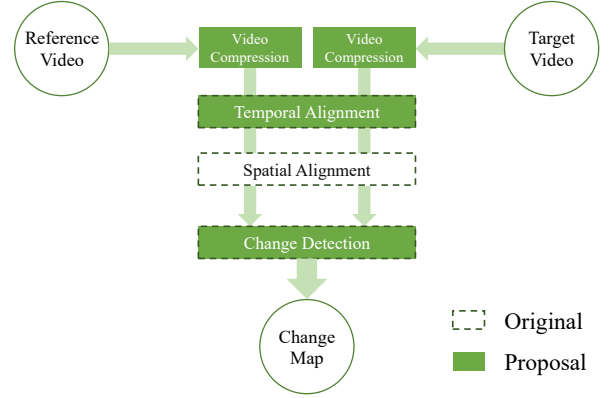 Reference
Video
Video
Compression
Video
Compression
Target
Video
Temporal Alignment
Spatial Alignment
Change Detection
Change
Map
Original
Proposal